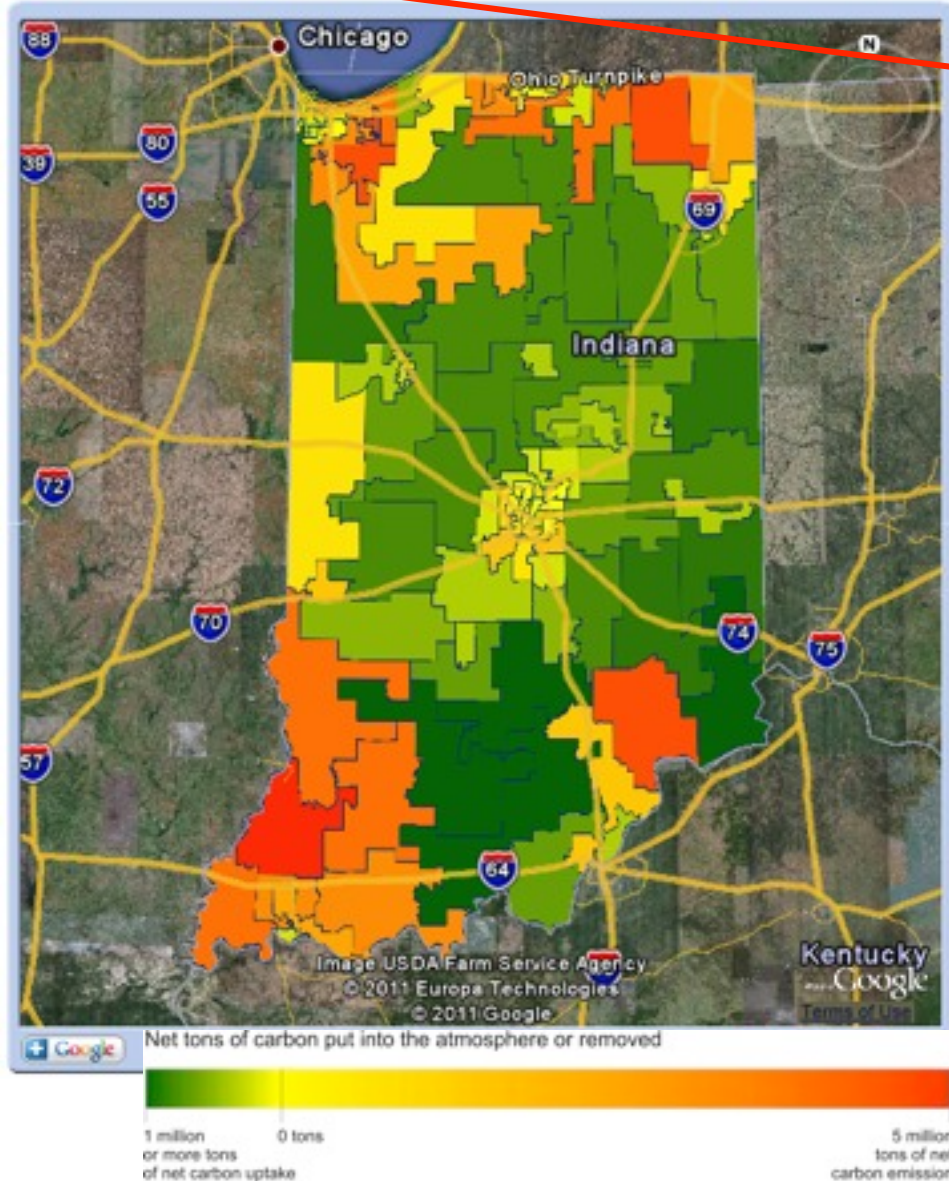 88
Chicago
N
Ohio Turnpike
80
39
55
69
Indiana
72
70
74
75
57
64
Image USDA Farm Service Agency
© 2011 Europa Technologies
© 2011 Google
Kentucky
Google
Terms of Use
Google
Net tons of carbon put into the atmosphere or removed
1 million
or more tons
of net carbon uptake
0 tons
5 million
tons of net
carbon emission